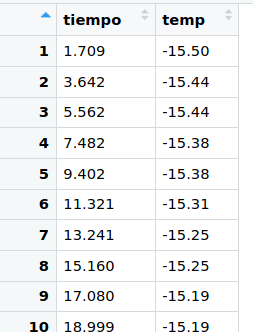 tiempo temp
1 1.709 -15.50
2 3.642 -15.44
3 5.562 -15.44
4 7.482 -15.38
5 9.402 -15.38
6 11.321 -15.31
7 13.241 -15.25
8 15.160 -15.25
9 17.080 -15.19
10 18.999 -15.19